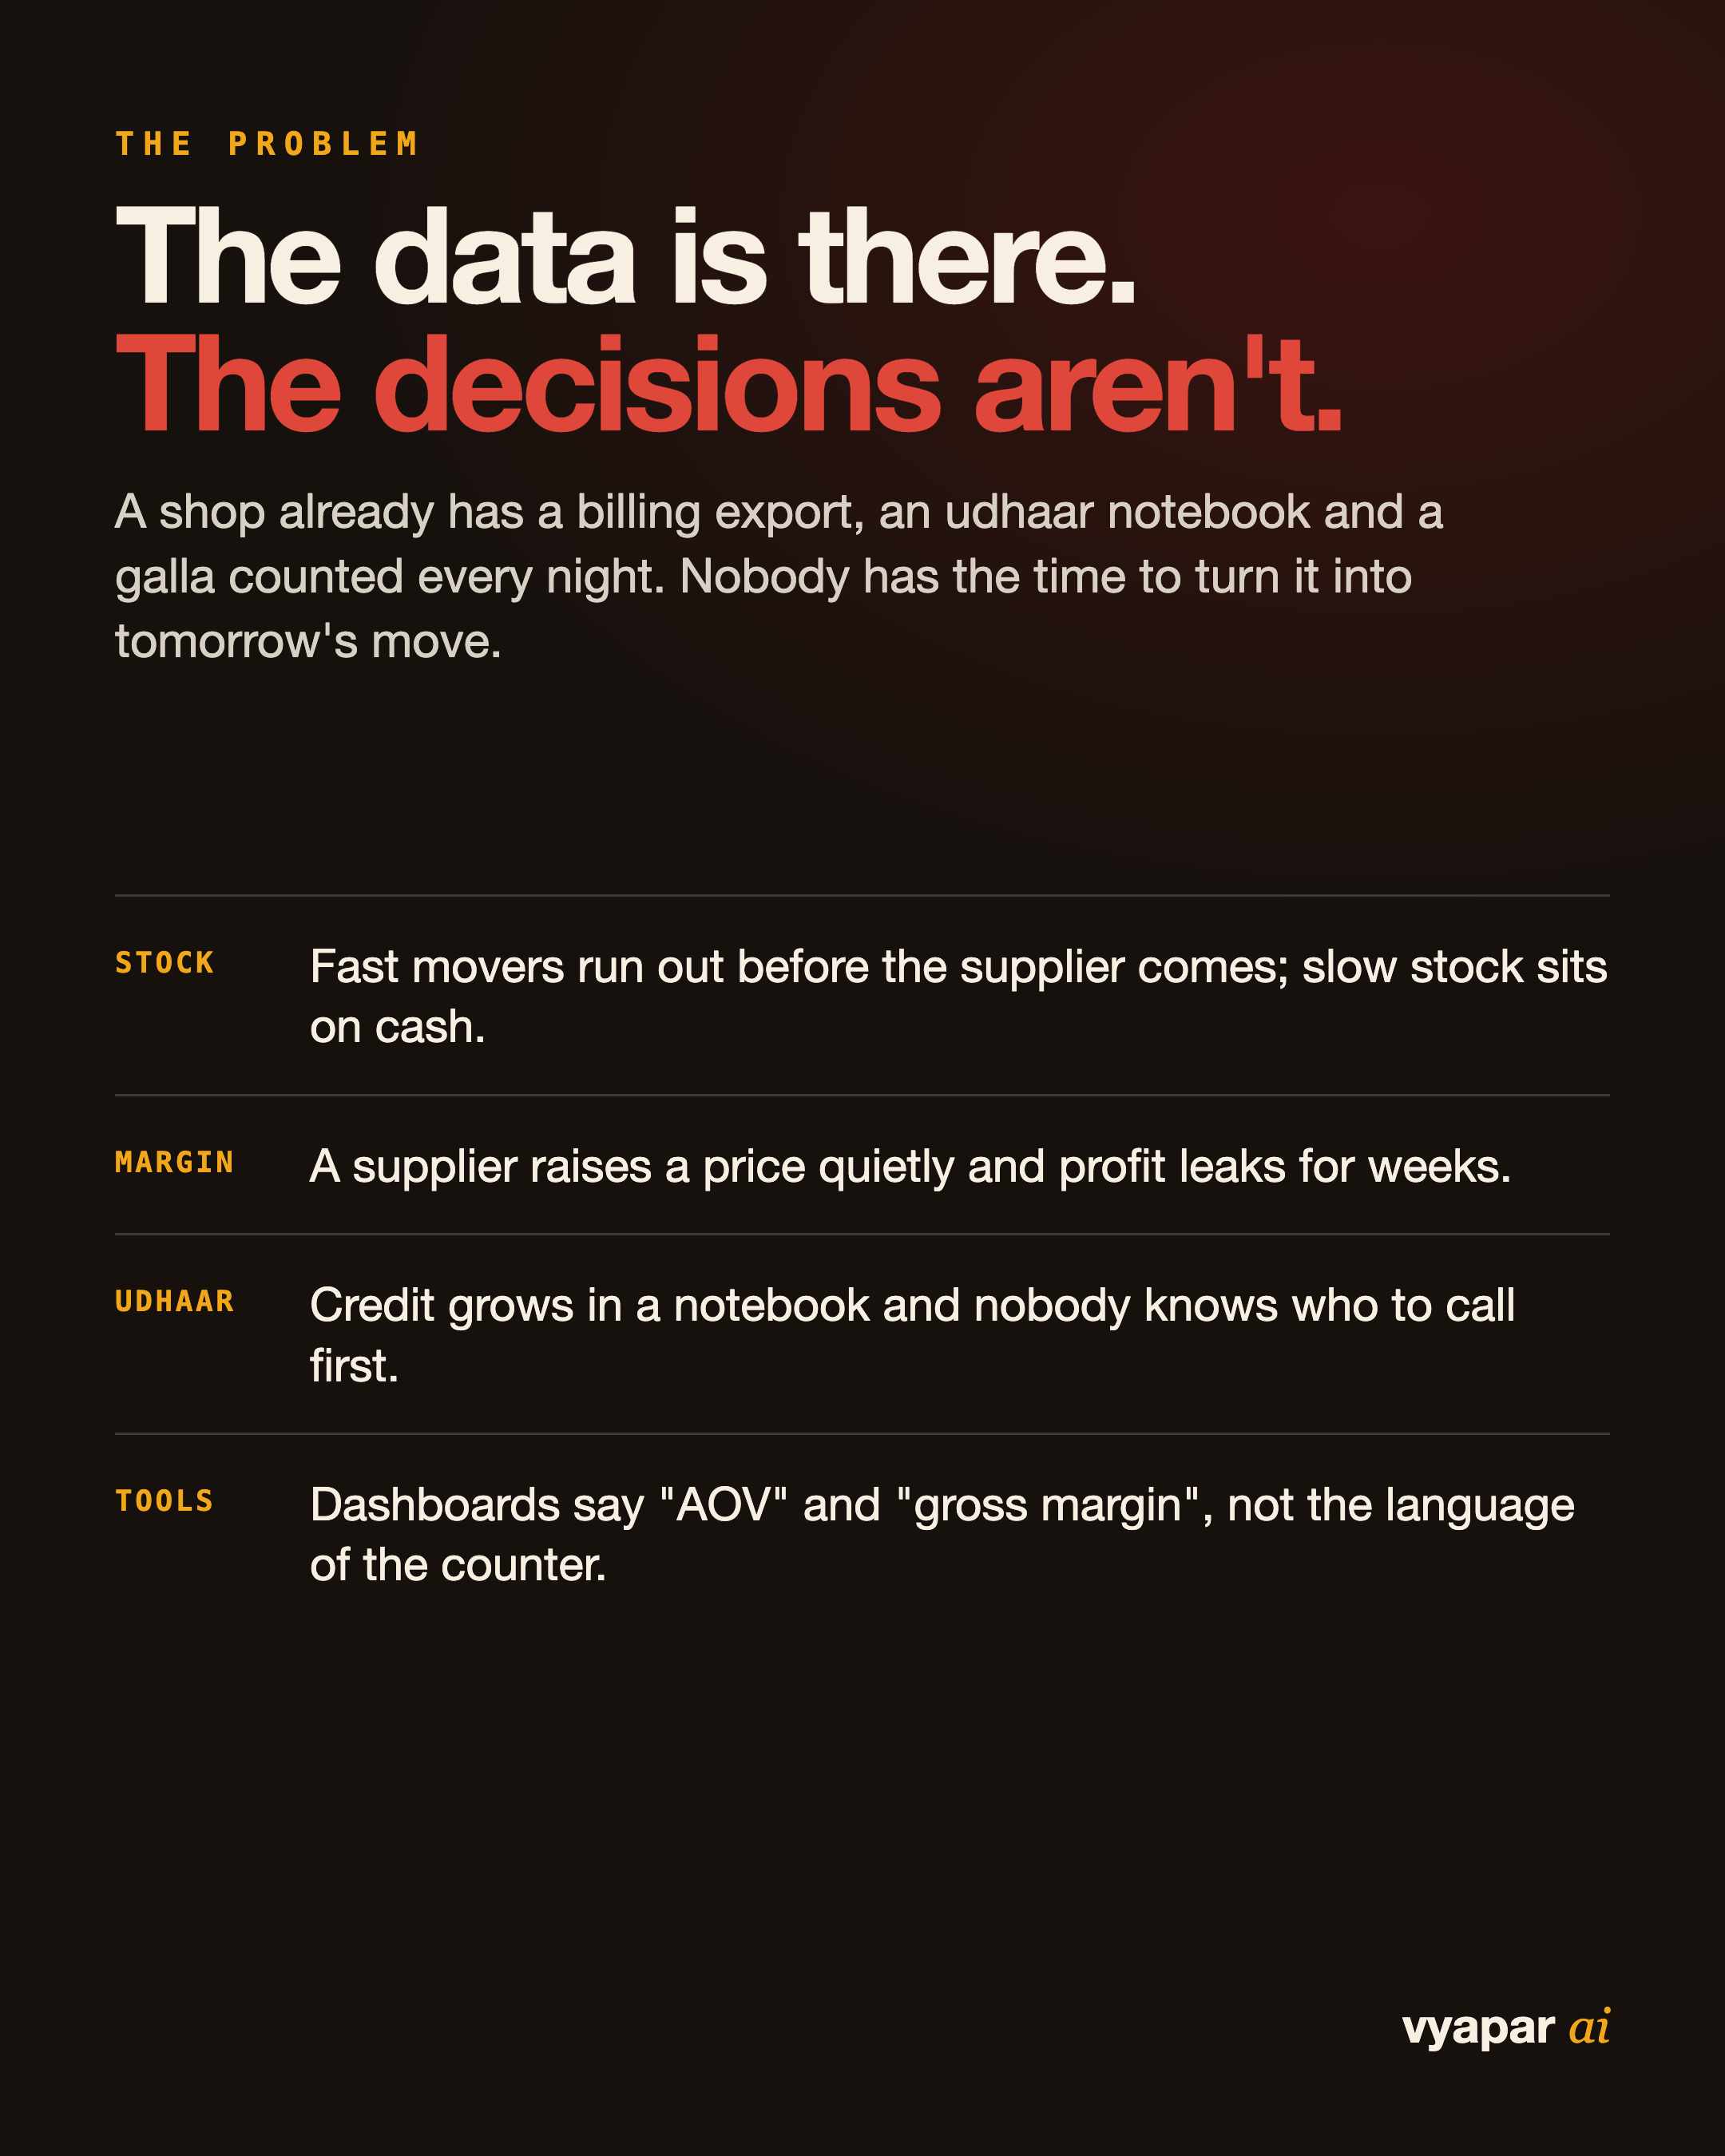 THE PROBLEM
The data is there.
The decisions aren't.
A shop already has a billing export, an udhaar notebook and a
galla counted every night. Nobody has the time to turn it into
tomorrow's move.
STOCK
Fast movers run out before the supplier comes; slow stock sits
on cash.
MARGIN
A supplier raises a price quietly and profit leaks for weeks.
UDHAAR
Credit grows in a notebook and nobody knows who to call
first.
TOOLS
Dashboards say "AOV" and "gross margin", not the language
of the counter.
vyapar ai